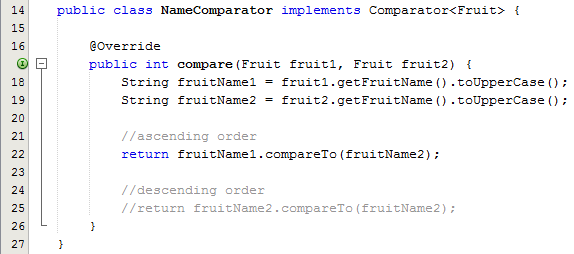 14 public class NameComparator implements Comparator<Fruit> {
15
16 @Override
public int compare(Fruit fruit1, Fruit fruit2) {
18 String fruitName1 = fruit1.getFruitName().toUpperCase();
19 String fruitName2 = fruit2.getFruitName().toUpperCase();
20
21 //ascending order
22 return fruitName1.compareTo(fruitName2);
23
24 //descending order
25 //return fruitName2.compareTo(fruitName2);
26 }
27 }